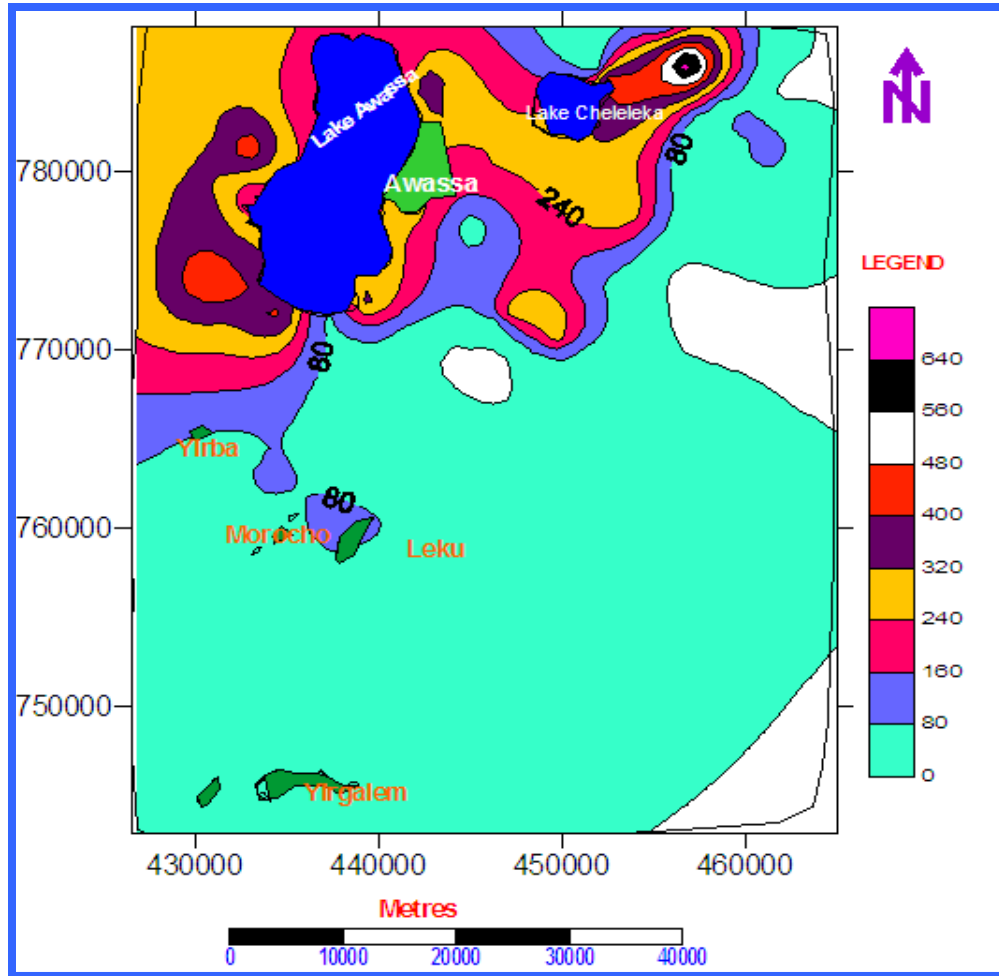 N
Lake Awassa
Lake Cheleleka
780000
80
Awassa
240
LEGEND
770000
80
640
560
Yirba
480
80
760000
Morocho
Leku
400
320
240
160
750000
80
0
Yirgalem
430000 440000 450000 460000
Metres
0 10000 20000 30000 40000